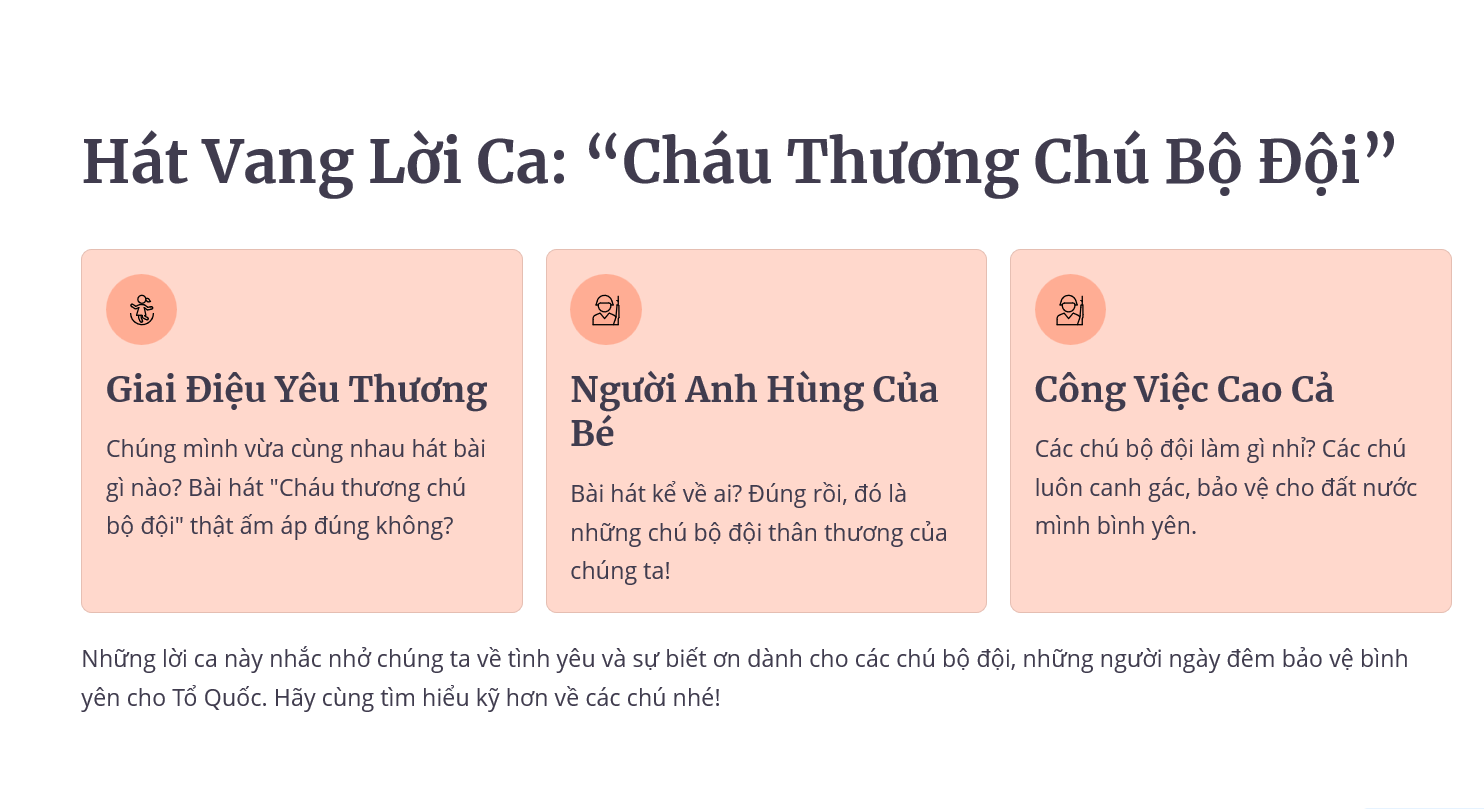 Hát Vang Lời Ca: “Cháu Thương Chú Bộ Đội”
Giai Điệu Yêu Thương
Chúng mình vừa cùng nhau hát bài
gì nào? Bài hát "Cháu thương chú
bộ đội" thật ấm áp đúng không?
Người Anh Hùng Của
Bé
Bài hát kể về ai? Đúng rồi, đó là
những chú bộ đội thân thương của
chúng ta!
Công Việc Cao Cả
Các chú bộ đội làm gì nhỉ? Các chú
luôn canh gác, bảo vệ cho đất nước
mình bình yên.
Những lời ca này nhắc nhở chúng ta về tình yêu và sự biết ơn dành cho các chú bộ đội, những người ngày đêm bảo vệ bình
yên cho Tổ Quốc. Hãy cùng tìm hiểu kỹ hơn về các chú nhé!